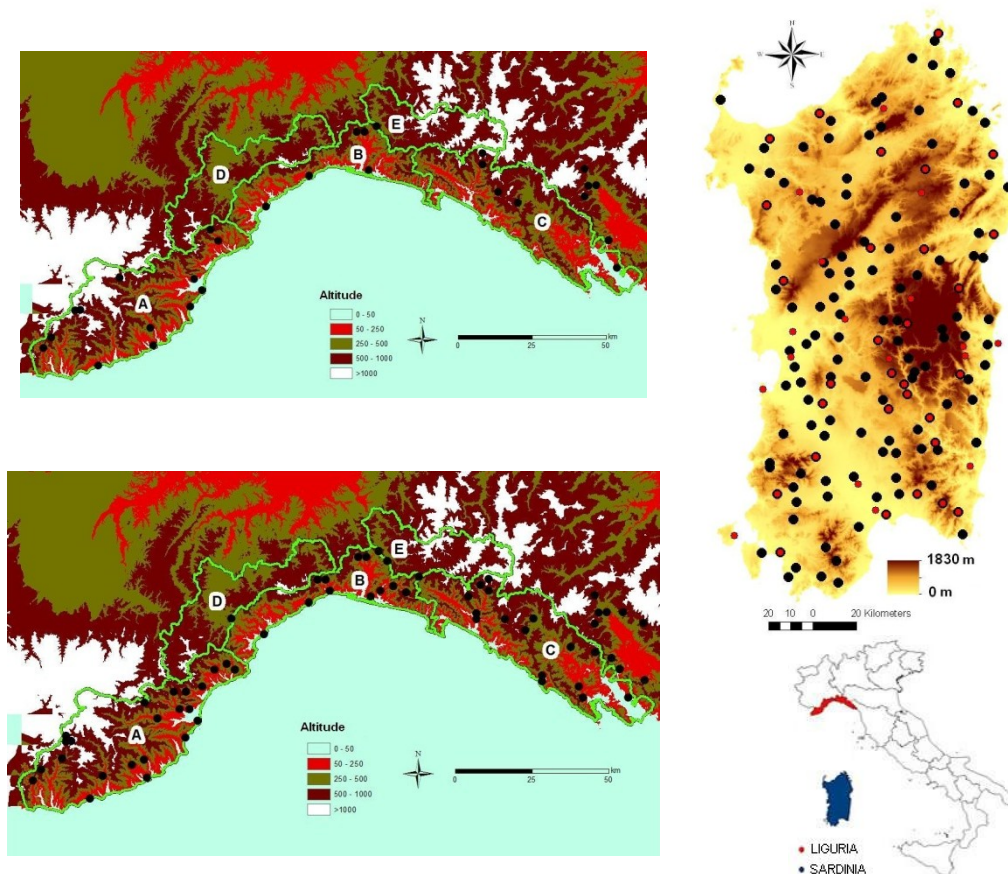 A
B
C
D
E
Altitude
0 - 50
50 - 250
250 - 500
500 - 1000
>1000
N
km
0 25 50
A
B
C
D
E
Altitude
0 - 50
50 - 250
250 - 500
500 - 1000
>1000
N
km
0 25 50
N
W E
S
1830 m
0 m
20 10 0 20 Kilometers
LIGURIA
SARDINIA